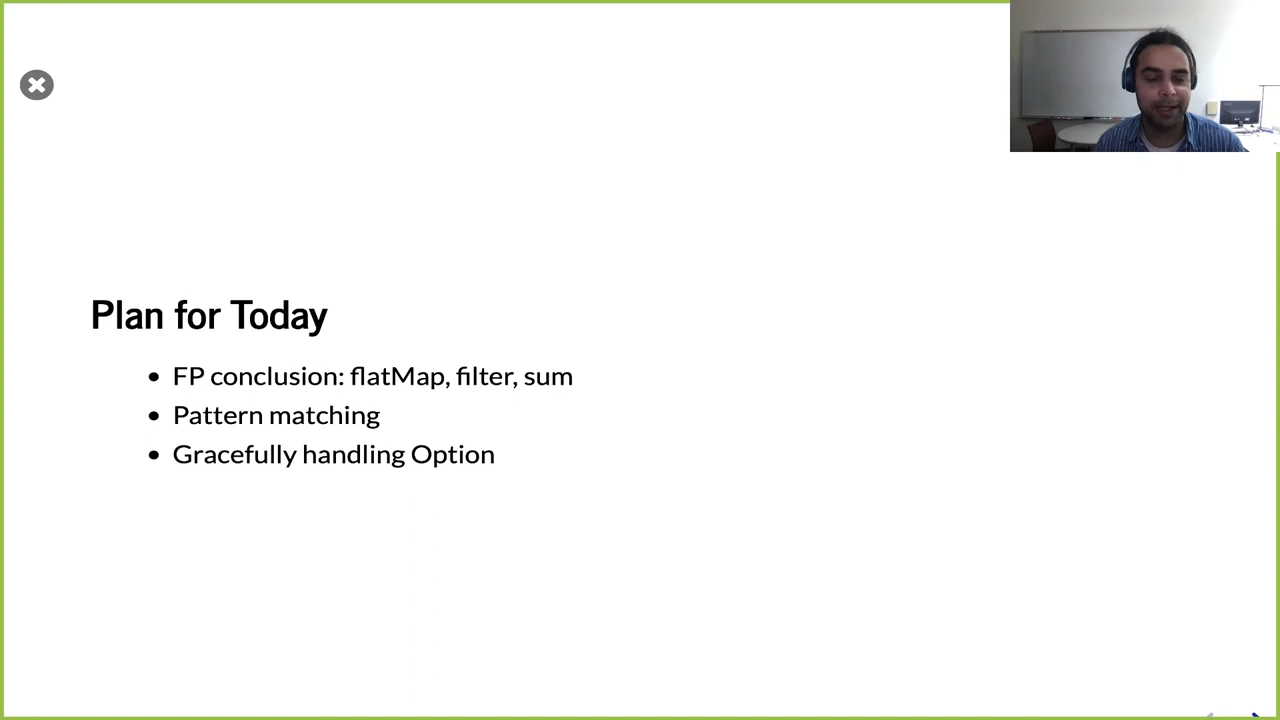 Plan for Today
• FP conclusion: flatMap, filter, sum
• Pattern matching
• Gracefully handling Option